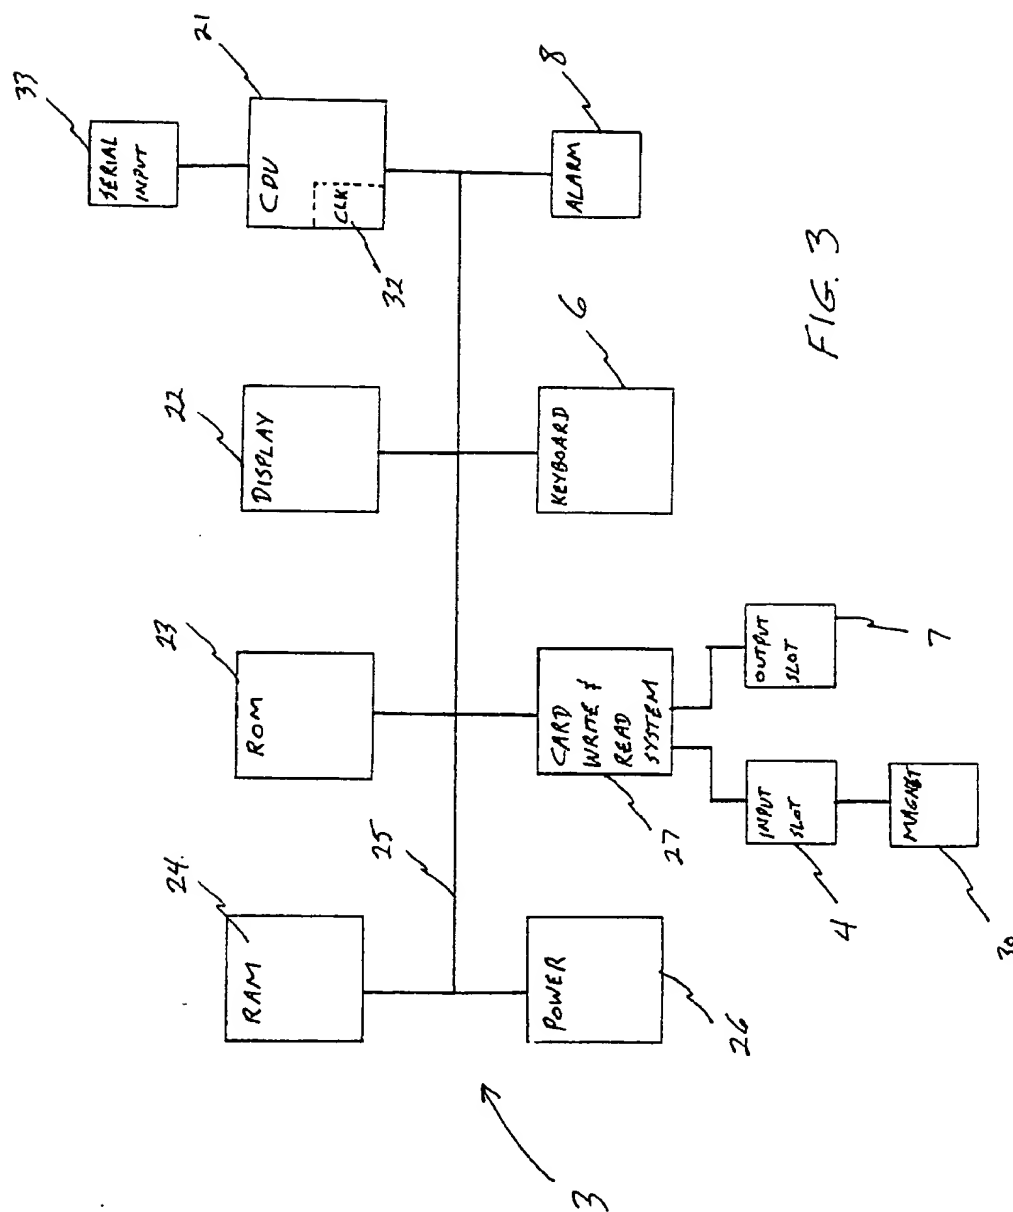 24.
23
22
21
33
RAM
ROM
DISPLAY
CPU
CLK
SERIAL
INPUT
32
25
3
POWER
CARD
WRITE &
READ
SYSTEM
KEYBOARD
ALARM
26
27
6
8
INPUT
SLOT
OUTPUT
SLOT
4
MAGNET
7
FIG. 3